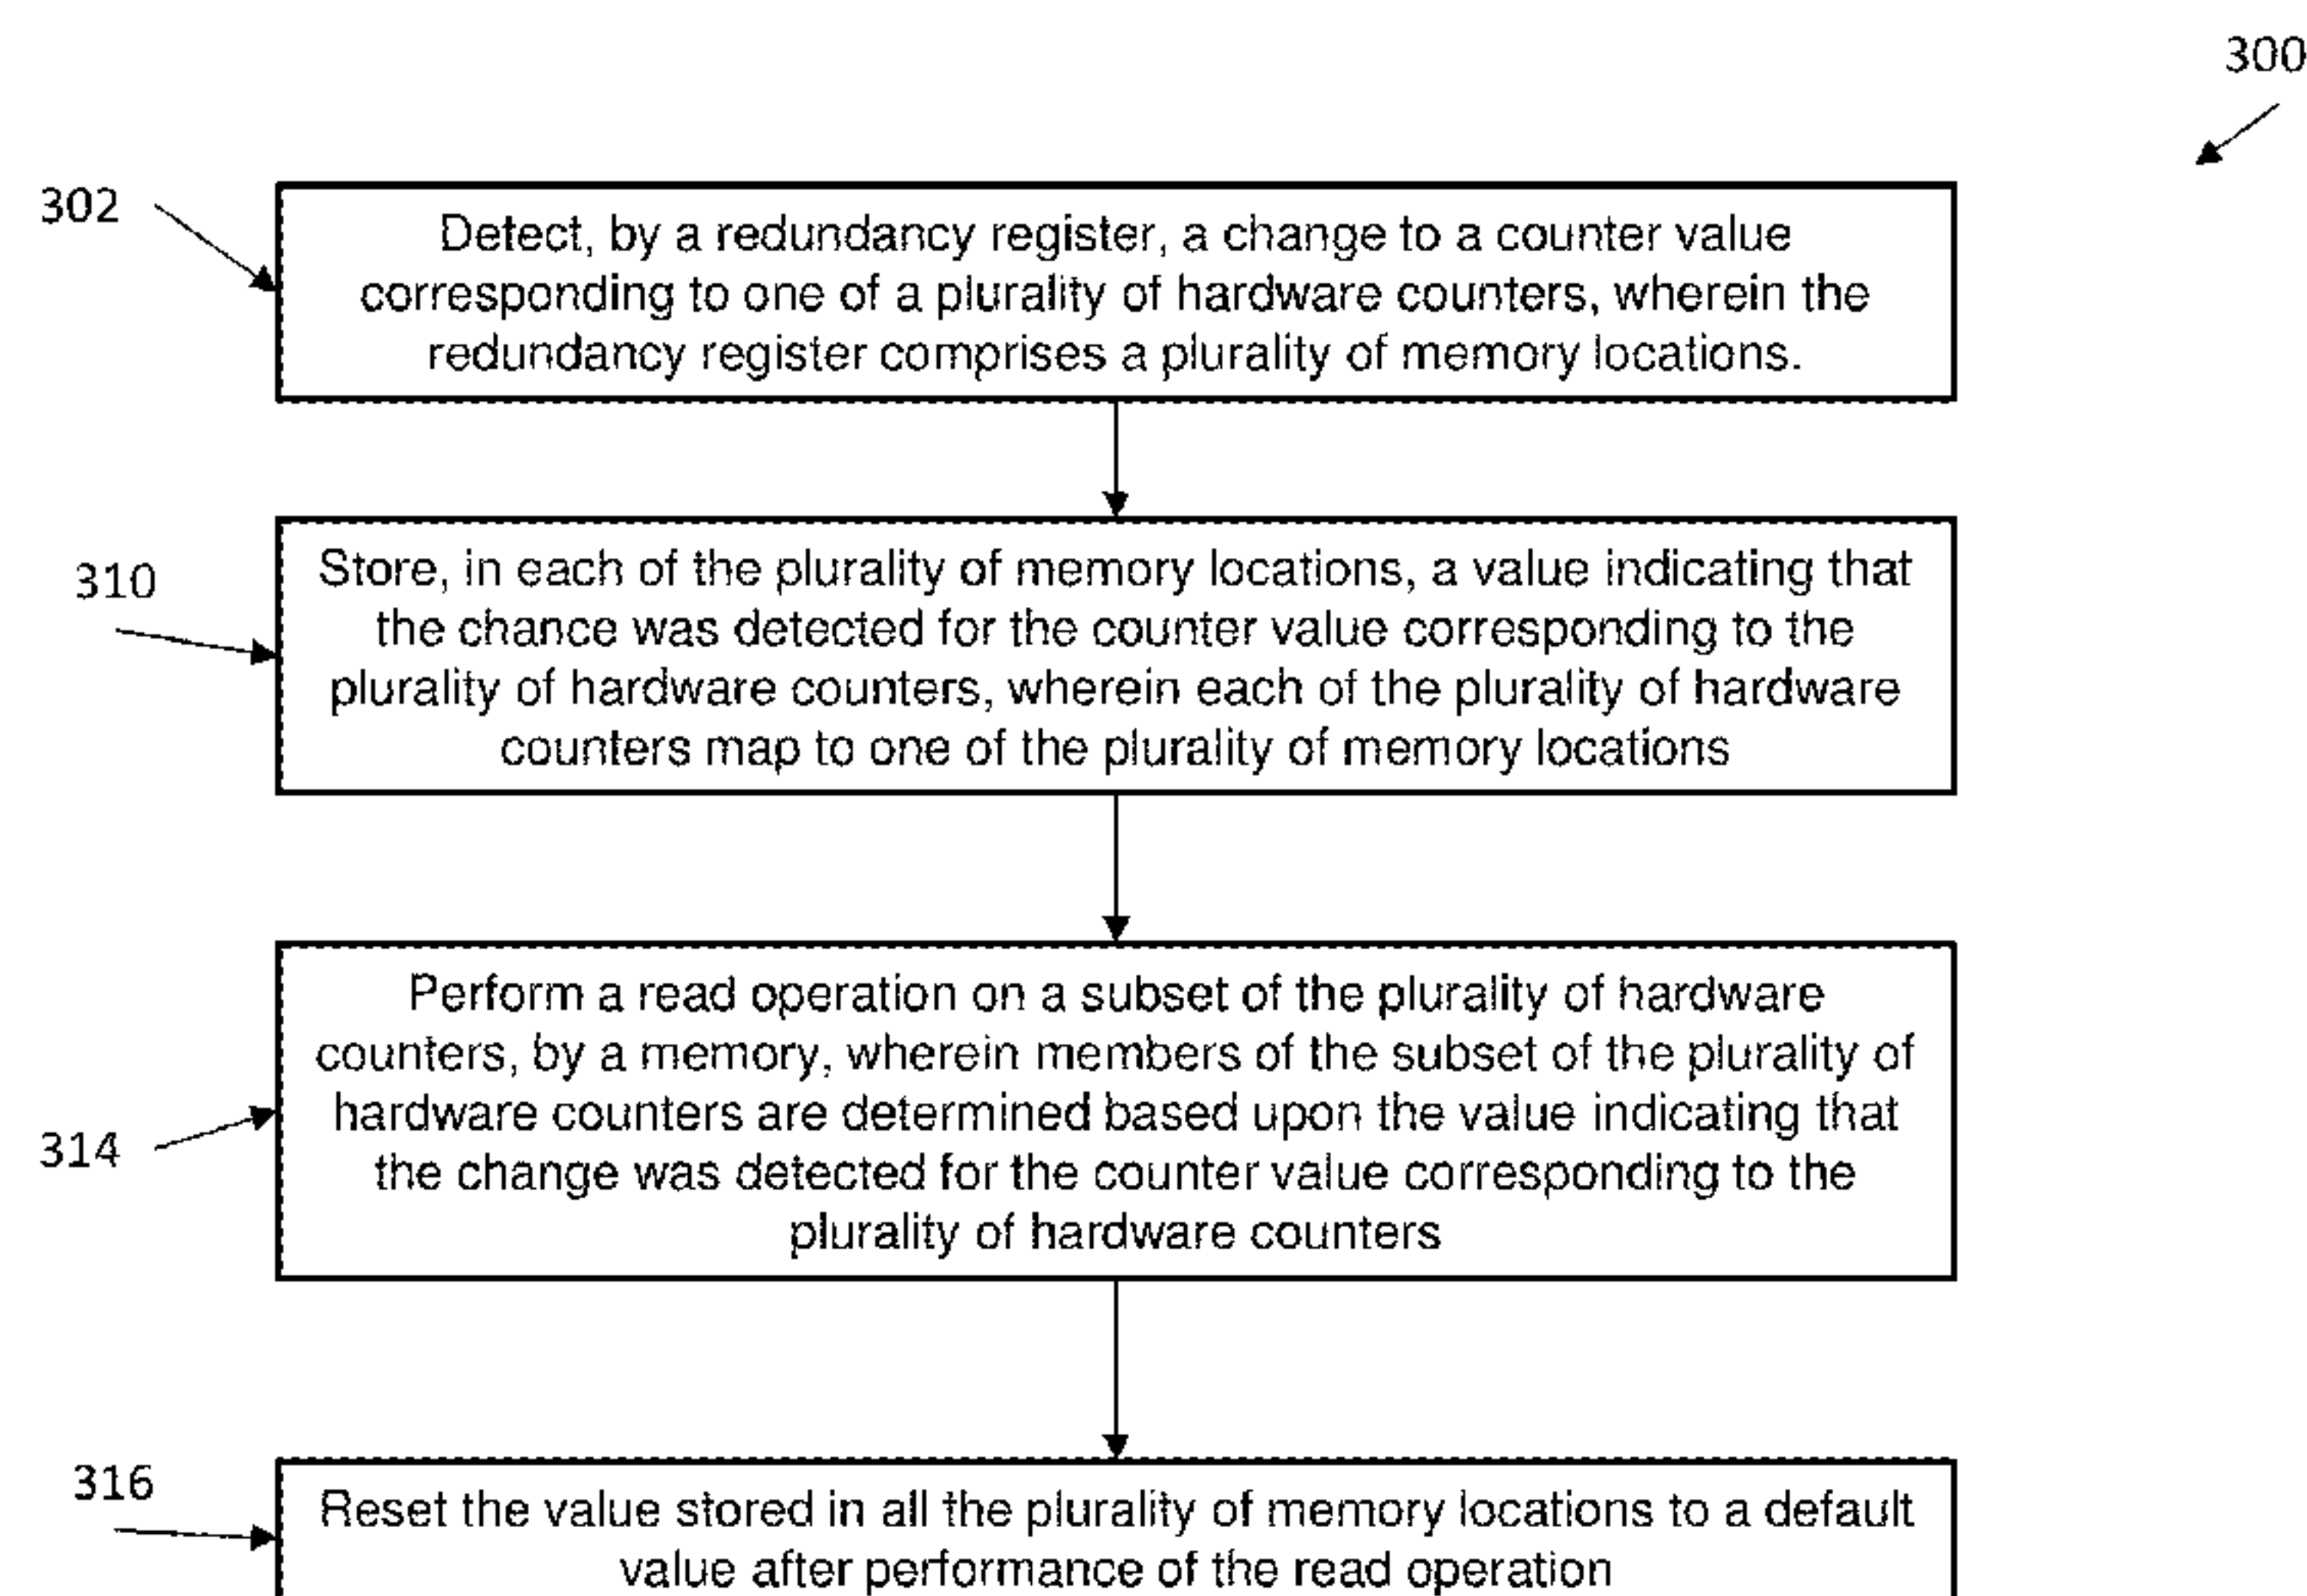 300
302
Detect, by a redundancy register, a change to a counter value
corresponding to one of a plurality of hardware counters, wherein the
redundancy register comprises a plurality of memory locations.
310
Store, in each of the plurality of memory locations, a value indicating that
the chance was detected for the counter value corresponding to the
plurality of hardware counters, wherein each of the plurality of hardware
counters map to one of the plurality of memory locations
314
Perform a read operation on a subset of the plurality of hardware
counters, by a memory, wherein members of the subset of the plurality of
hardware counters are determined based upon the value indicating that
the change was detected for the counter value corresponding to the
plurality of hardware counters
316
Reset the value stored in all the plurality of memory locations to a default
value after performance of the read operation